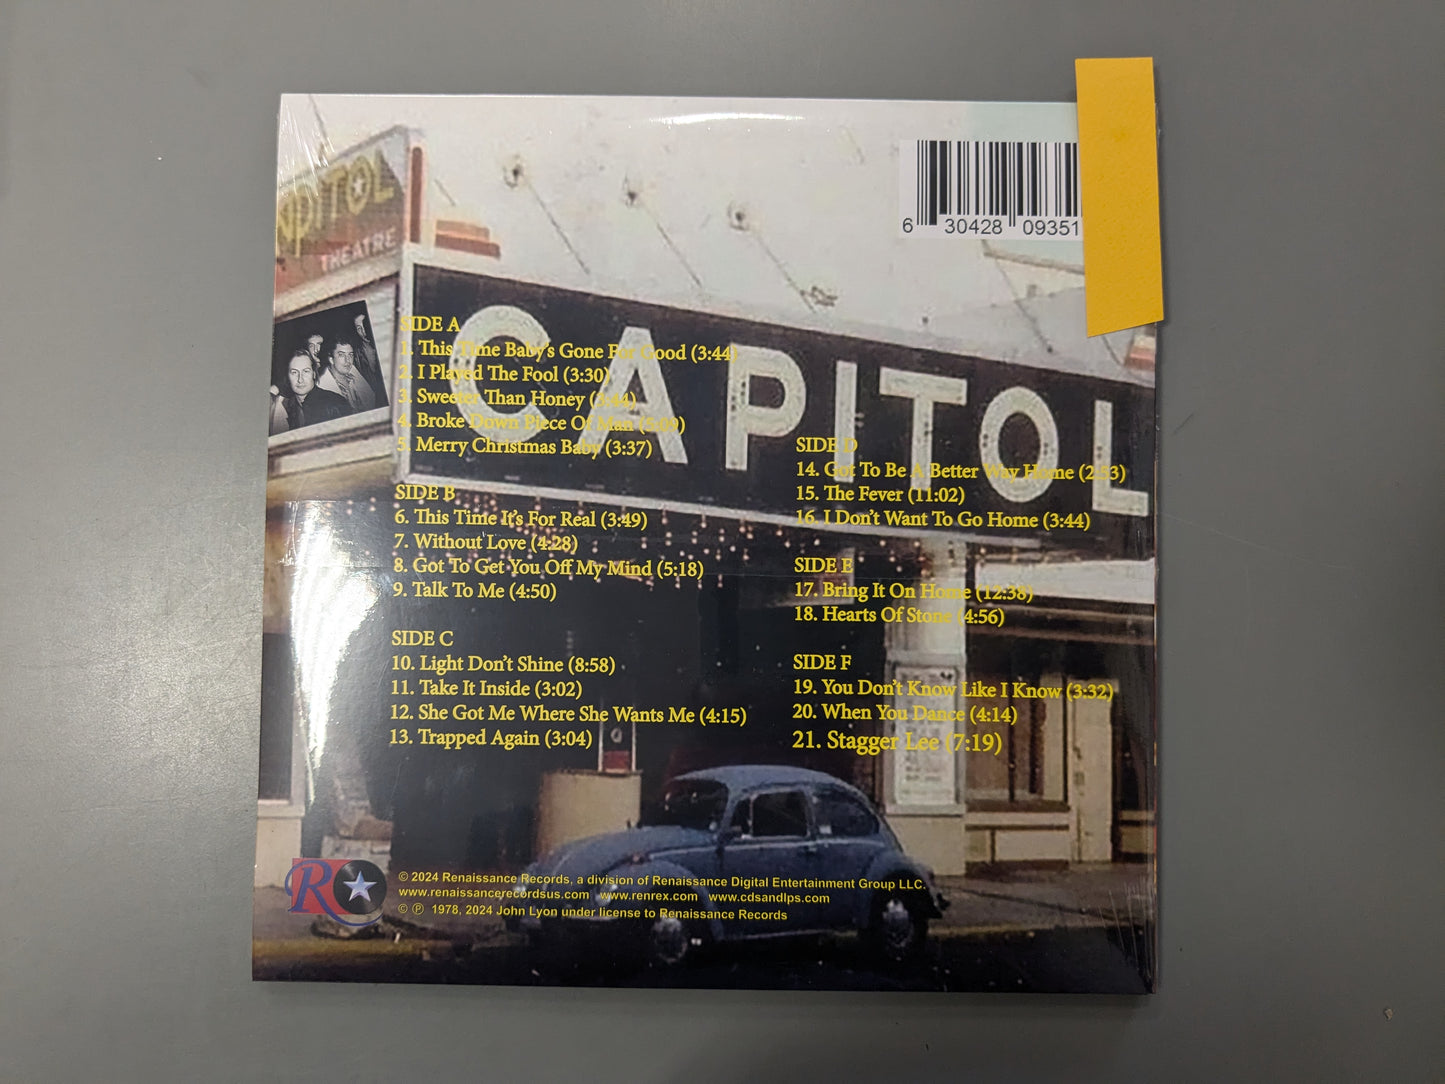 CAPITOL
THEATRE
6 30428 09351
CAPITOL
SIDE A
1. This Time Baby's Gone For Good (3:44)
2. I Played The Fool (3:30)
3. Sweeter Than Honey (3:44)
4. Broke Down Piece Of Man (5:09)
5. Merry Christmas Baby (3:37)
SIDE B
6. This Time It's For Real (3:49)
7. Without Love (4:28)
8. Got To Get You Off My Mind (5:18)
9. Talk To Me (4:50)
SIDE C
10. Light Don't Shine (8:58)
11. Take It Inside (3:02)
12. She Got Me Where She Wants Me (4:15)
13. Trapped Again (3:04)
SIDE D
14. Got To Be A Better Way Home (2:53)
15. The Fever (11:02)
16. I Don't Want To Go Home (3:44)
SIDE E
17. Bring It On Home (12:38)
18. Hearts Of Stone (4:56)
SIDE F
19. You Don't Know Like I Know (3:32)
20. When You Dance (4:14)
21. Stagger Lee (7:19)
R
© 2024 Renaissance Records, a division of Renaissance Digital Entertainment Group LLC.
www.renaissancerecordsus.com www.renrex.com www.cdsandlps.com
© ℗ 1978, 2024 John Lyon under license to Renaissance Records